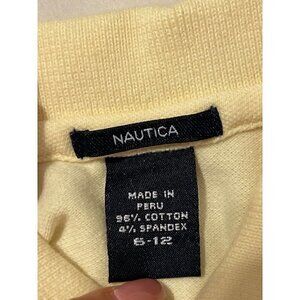 NAUTICA
MADE IN
PERU
96% COTTON
4% SPANDEX
6-12